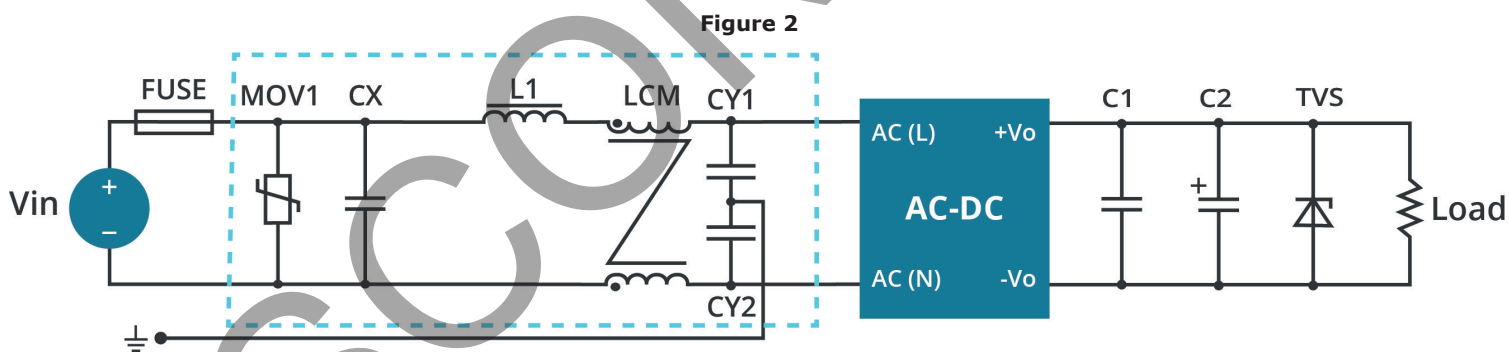 Figure 2
FUSE MOV1 CX L1 LCM CY1
C1 C2 TVS
AC (L) +Vo
+
Vin
–
AC-DC
+
Load
AC (N) -Vo
CY2